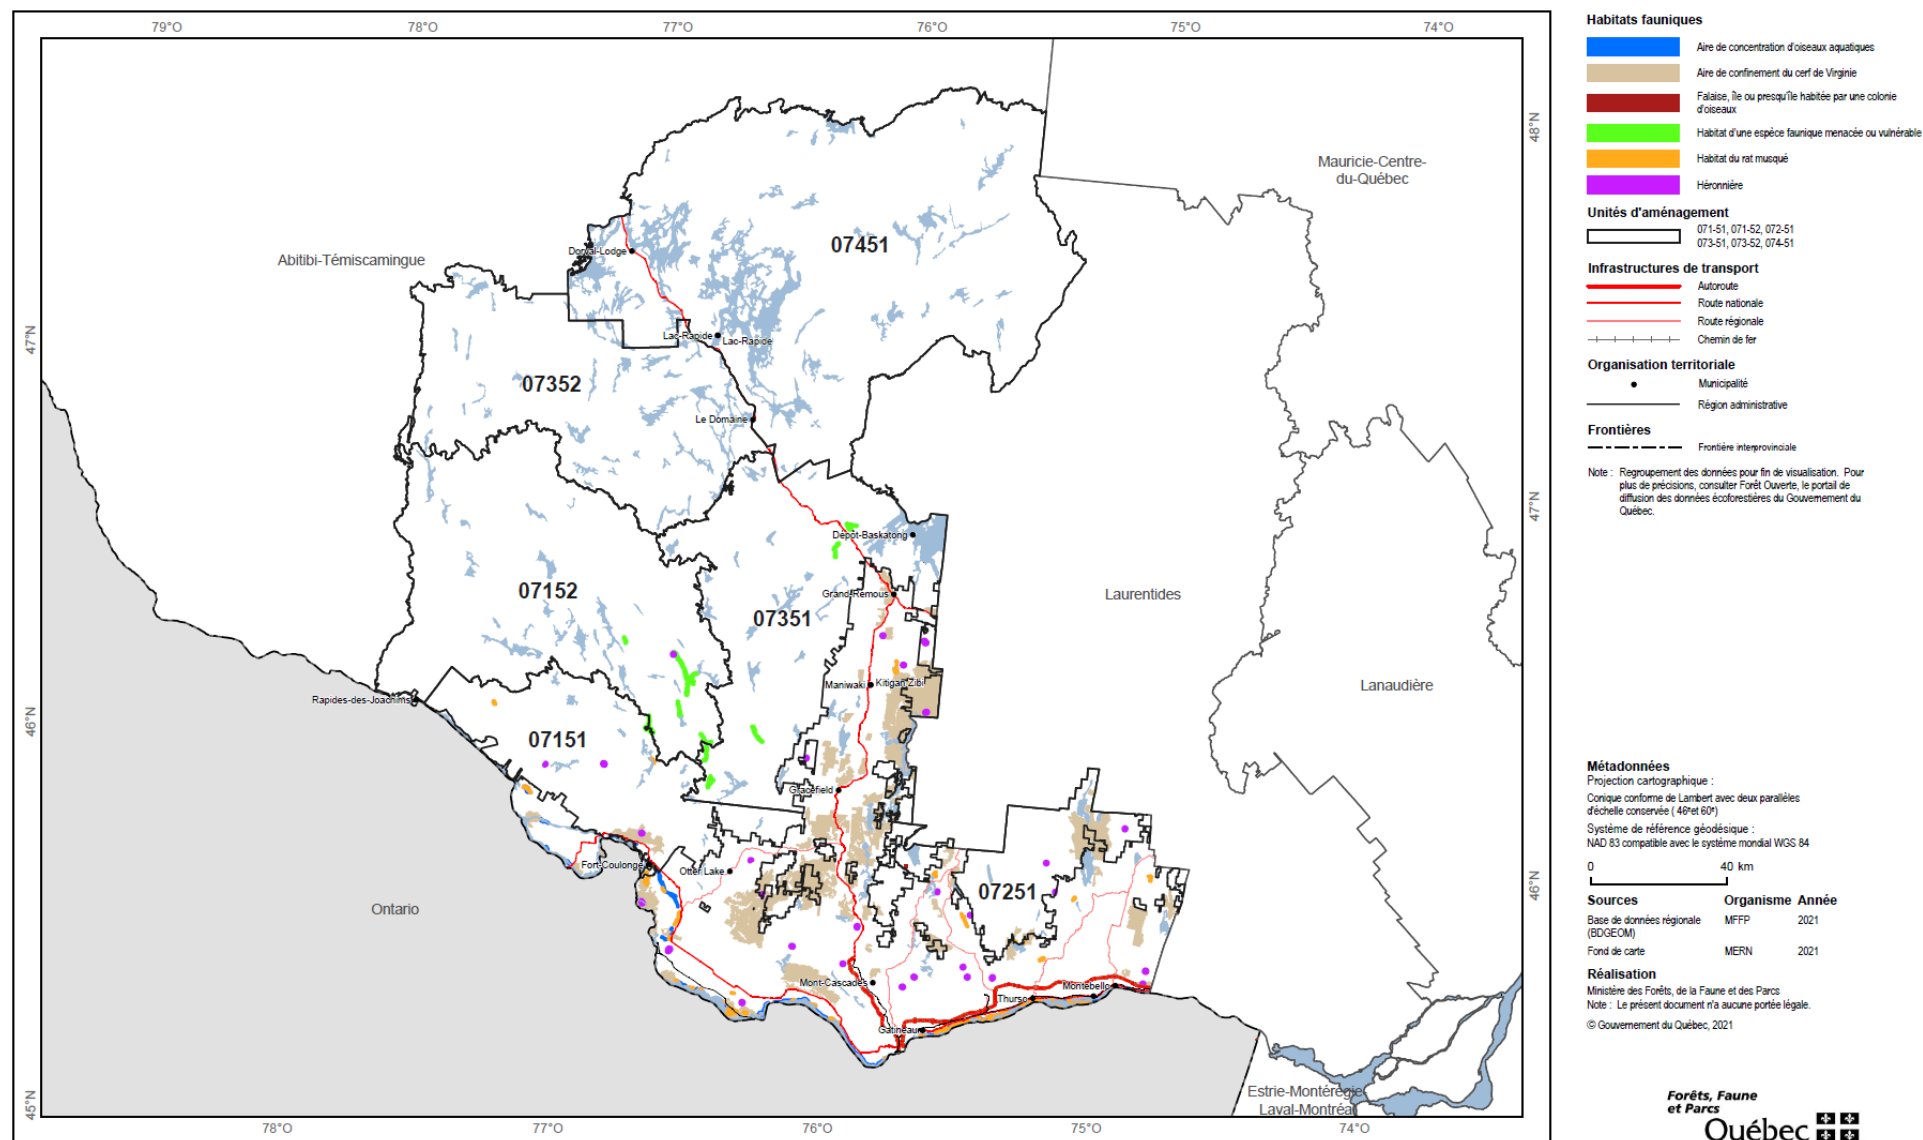 79°O
78°O
77°O
76°O
75°O
74°O
48°N
47°N
46°N
47°N
46°N
45°N
78°O
77°O
76°O
75°O
74°O
Mauricie-Centre-
du-Québec
Abitibi-Témiscamingue
07451
Dorval-Lodge
Lac-Rapide
Lac-Rapide
07352
Le Domaine
Dépôt-Baskatong
07152
07351
Grand-Remous
Laurentides
Maniwaki
Kitigan Zibi
Lanaudière
Rapides-des-Joachims
07151
Gracefield
Fort-Coulonge
Otter Lake
07251
Ontario
Mont-Cascades
Thurso
Montebello
Gatineau
Estrie-Montérégie-
Laval-Montréal
Habitats fauniques
Aire de concentration d'oiseaux aquatiques
Aire de confinement du cerf de Virginie
Falaise, île ou presqu'île habitée par une colonie
d'oiseaux
Habitat d'une espèce faunique menacée ou vulnérable
Habitat du rat musqué
Héronnière
Unités d'aménagement
071-51, 071-52, 072-51
073-51, 073-52, 074-51
Infrastructures de transport
Autoroute
Route nationale
Route régionale
Chemin de fer
Organisation territoriale
Municipalité
Région administrative
Frontières
Frontière interprovinciale
Note : Regroupement des données pour fin de visualisation. Pour
plus de précisions, consulter Forêt Ouverte, le portail de
diffusion des données écoforestières du Gouvernement du
Québec.
Métadonnées
Projection cartographique :
Conique conforme de Lambert avec deux parallèles
d'échelle conservée ( 46°et 60°)
Système de référence géodésique :
NAD 83 compatible avec le système mondial WGS 84
0 40 km
Sources Organisme Année
Base de données régionale MFFP 2021
(BDGEOM)
Fond de carte MERN 2021
Réalisation
Ministère des Forêts, de la Faune et des Parcs
Note : Le présent document n'a aucune portée légale.
© Gouvernement du Québec, 2021
Forêts, Faune
et Parcs
Québec